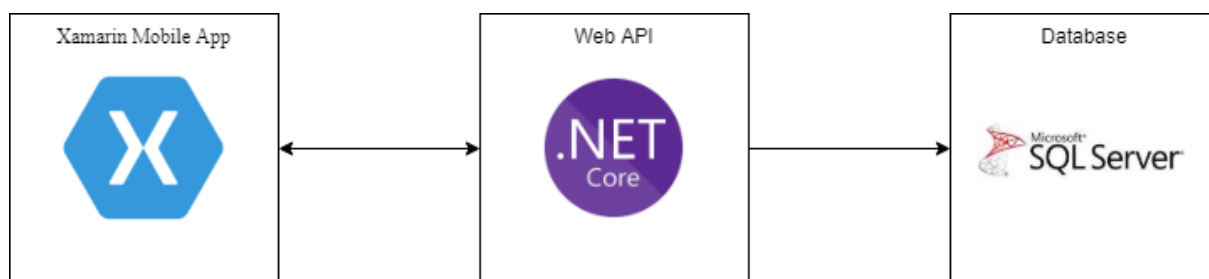 Xamarin Mobile App
X
Web API
.NET
Core
Database
Microsoft
SQL Server